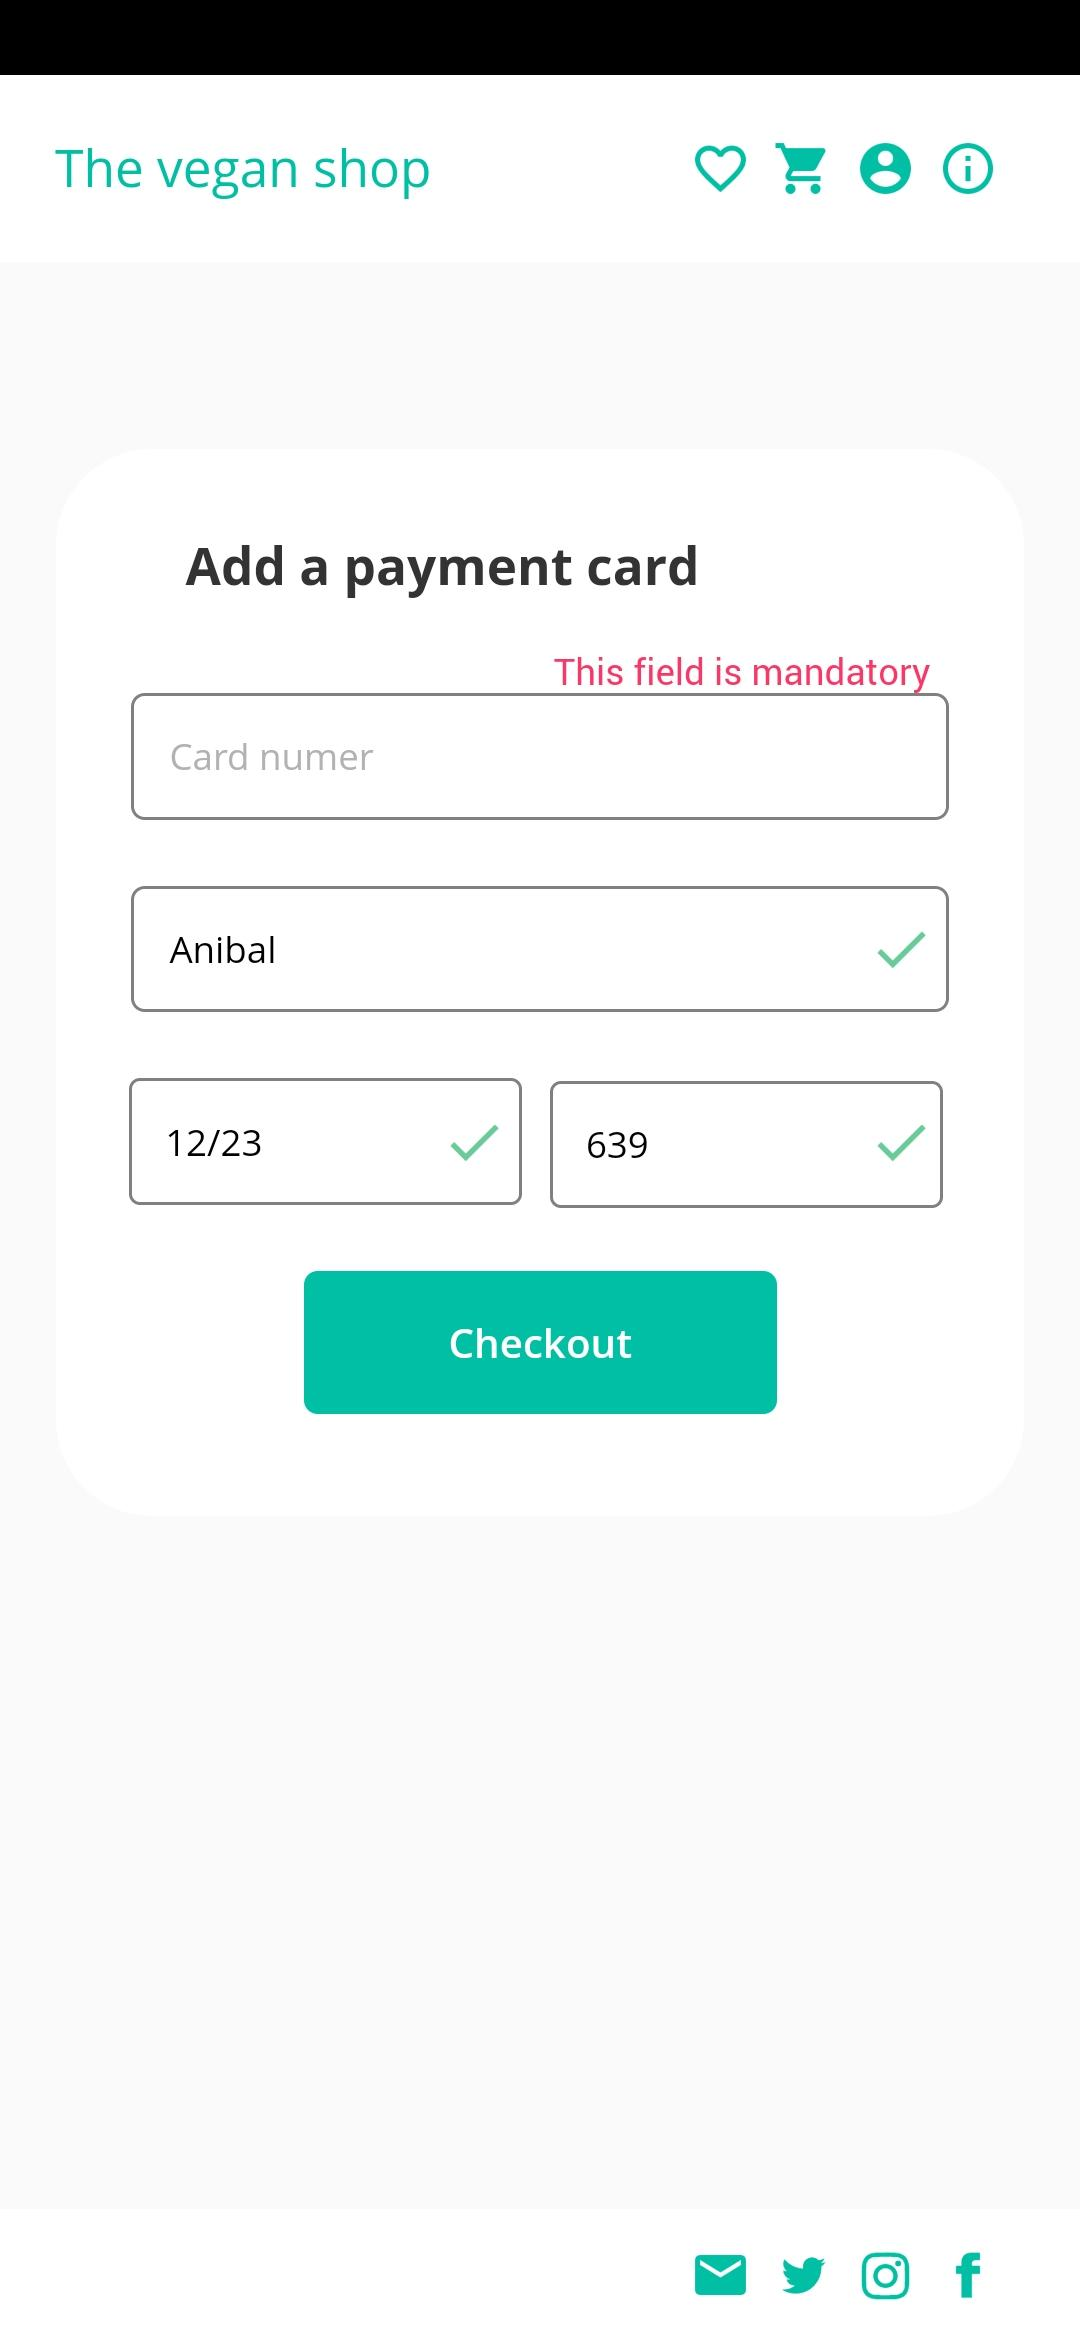 The vegan shop
Add a payment card
This field is mandatory
Card numer
Anibal
12/23
639
Checkout